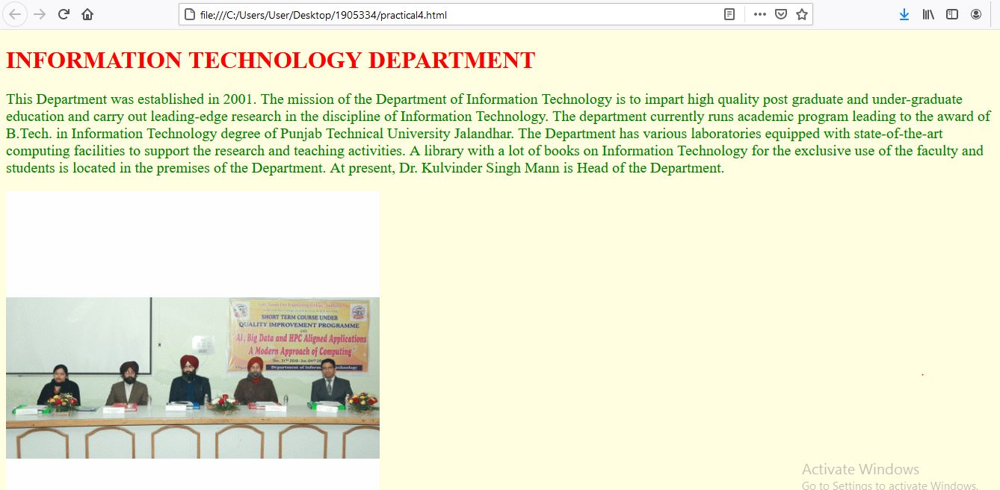 file:///C:/Users/User/Desktop/1905334/practical4.html
INFORMATION TECHNOLOGY DEPARTMENT
This Department was established in 2001. The mission of the Department of Information Technology is to impart high quality post graduate and under-graduate
education and carry out leading-edge research in the discipline of Information Technology. The department currently runs academic program leading to the award of
B.Tech. in Information Technology degree of Punjab Technical University Jalandhar. The Department has various laboratories equipped with state-of-the-art
computing facilities to support the research and teaching activities. A library with a lot of books on Information Technology for the exclusive use of the faculty and
students is located in the premises of the Department. At present, Dr. Kulvinder Singh Mann is Head of the Department.
SHORT TERM COURSE UNDER
QUALITY IMPROVEMENT PROGRAMME
on
AI, Big Data and HPC Aligned Applications
A Modern Approach of Computing
Department of Information Technology
Activate Windows
Go to Settings to activate Windows.